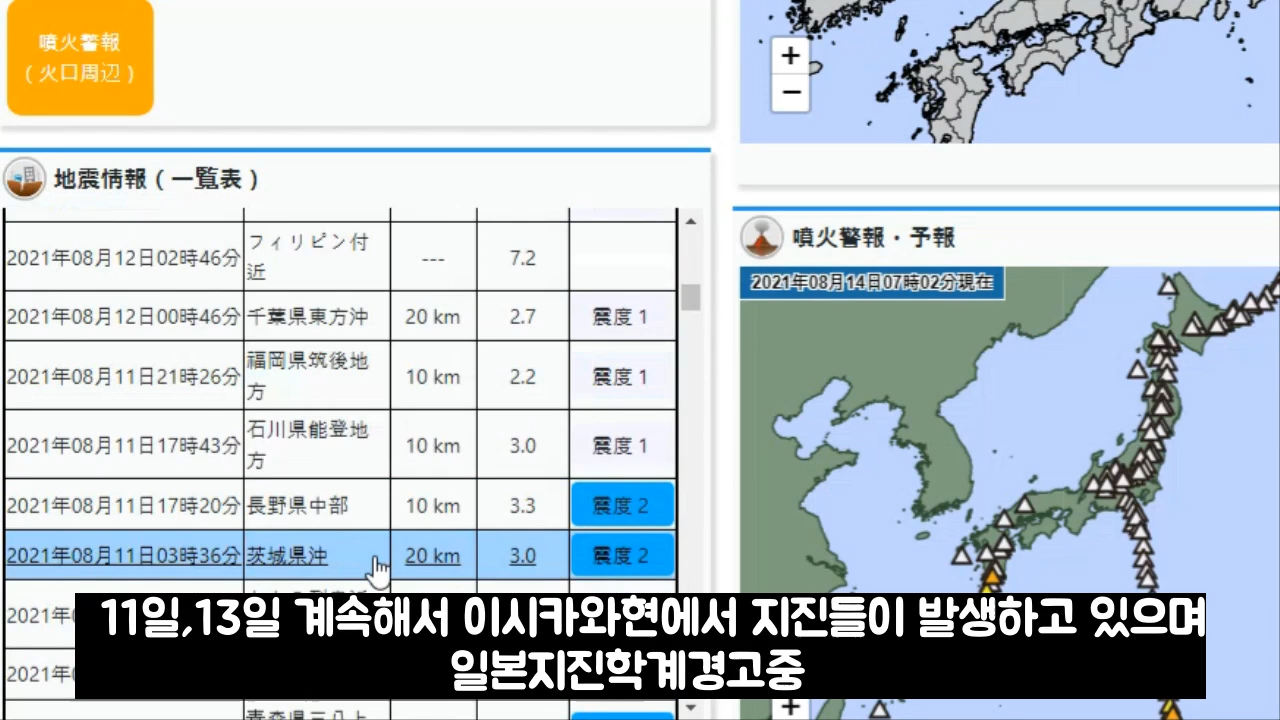 噴火警報
(火口周辺)
+
−
地震情報(一覧表)
2021年08月12日02時46分 フィリピン付近 --- 7.2
2021年08月12日00時46分 千葉県東方沖 20 km 2.7 震度 1
2021年08月11日21時26分 福岡県筑後地方 10 km 2.2 震度 1
2021年08月11日17時43分 石川県能登地方 10 km 3.0 震度 1
2021年08月11日17時20分 長野県中部 10 km 3.3 震度 2
2021年08月11日03時36分 茨城県沖 20 km 3.0 震度 2
2021年0
2021年0
噴火警報・予報
2021年08月14日07時02分現在
+
11일,13일 계속해서 이시카와현에서 지진들이 발생하고 있으며
일본지진학계경고중